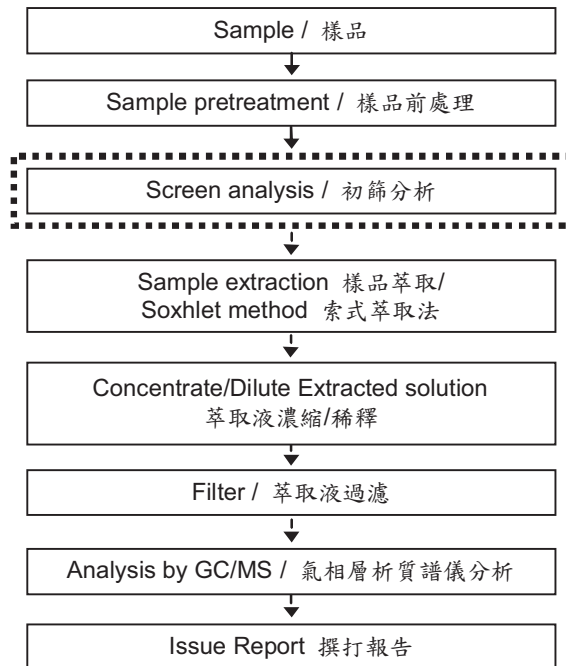 Sample / 樣品
Sample pretreatment / 樣品前處理
Screen analysis / 初篩分析
Sample extraction 樣品萃取/
Soxhlet method 索式萃取法
Concentrate/Dilute Extracted solution
萃取液濃縮/稀釋
Filter / 萃取液過濾
Analysis by GC/MS / 氣相層析質譜儀分析
Issue Report 撰打報告